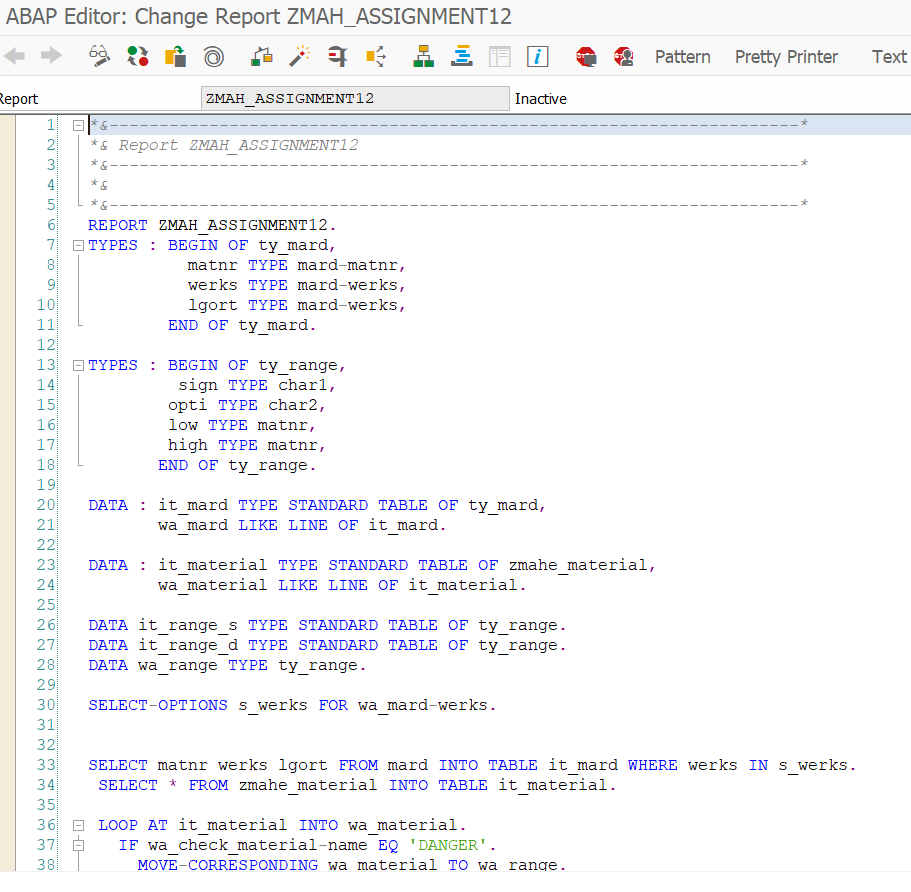 ABAP Editor: Change Report ZMAH_ASSIGNMENT12
Pattern Pretty Printer Text
Report ZMAH_ASSIGNMENT12 Inactive
1 *&---------------------------------------------------------------------*
2 *& Report ZMAH_ASSIGNMENT12
3 *&---------------------------------------------------------------------*
4 *&
5 *&---------------------------------------------------------------------*
6 REPORT ZMAH_ASSIGNMENT12.
7 TYPES : BEGIN OF ty_mard,
8 matnr TYPE mard-matnr,
9 werks TYPE mard-werks,
10 lgort TYPE mard-werks,
11 END OF ty_mard.
12
13 TYPES : BEGIN OF ty_range,
14 sign TYPE char1,
15 opti TYPE char2,
16 low TYPE matnr,
17 high TYPE matnr,
18 END OF ty_range.
19
20 DATA : it_mard TYPE STANDARD TABLE OF ty_mard,
21 wa_mard LIKE LINE OF it_mard.
22
23 DATA : it_material TYPE STANDARD TABLE OF zmahe_material,
24 wa_material LIKE LINE OF it_material.
25
26 DATA it_range_s TYPE STANDARD TABLE OF ty_range.
27 DATA it_range_d TYPE STANDARD TABLE OF ty_range.
28 DATA wa_range TYPE ty_range.
29
30 SELECT-OPTIONS s_werks FOR wa_mard-werks.
31
32
33 SELECT matnr werks lgort FROM mard INTO TABLE it_mard WHERE werks IN s_werks.
34 SELECT * FROM zmahe_material INTO TABLE it_material.
35
36 LOOP AT it_material INTO wa_material.
37 IF wa_check_material-name EQ 'DANGER'.
38 MOVE-CORRESPONDING wa_material TO wa_range.